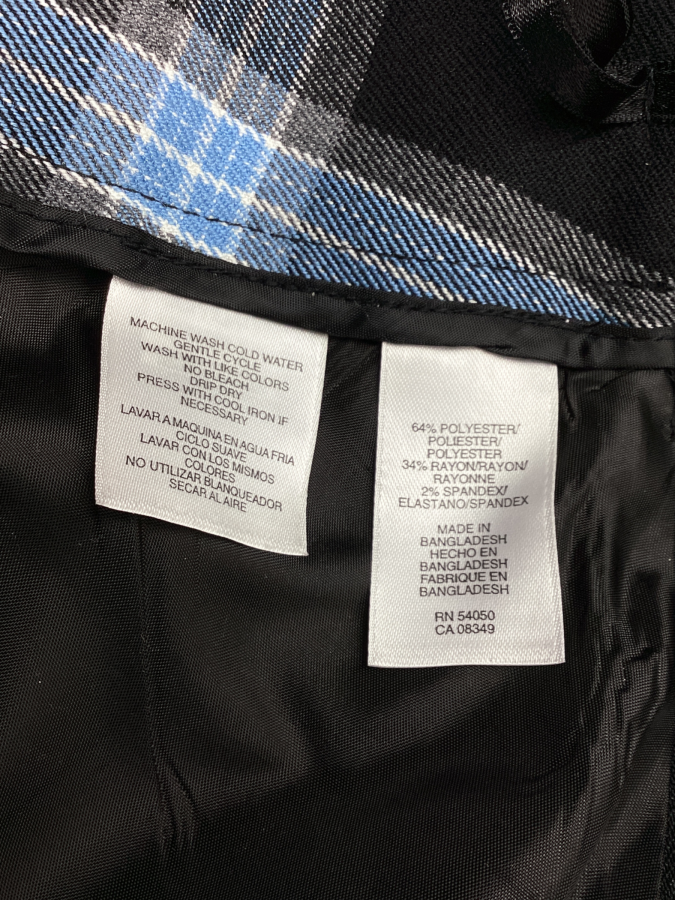 MACHINE WASH COLD WATER
GENTLE CYCLE
WASH WITH LIKE COLORS
NO BLEACH
DRIP DRY
PRESS WITH COOL IRON IF
NECESSARY
LAVAR A MAQUINA EN AGUA FRIA
CICLO SUAVE
LAVAR CON LOS MISMOS
COLORES
NO UTILIZAR BLANQUEADOR
SECAR AL AIRE
64% POLYESTER/
POLIESTER/
POLYESTER
34% RAYON/RAYON/
RAYONNE
2% SPANDEX/
ELASTANO/SPANDEX
MADE IN
BANGLADESH
HECHO EN
BANGLADESH
FABRIQUE EN
BANGLADESH
RN 54050
CA 08349